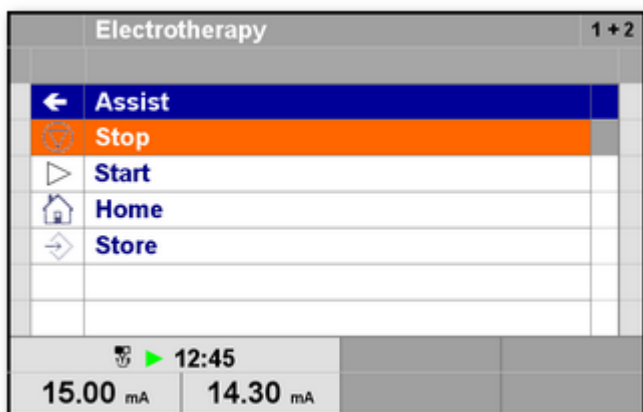 Electrotherapy 1 + 2
Assist
Stop
Start
Home
Store
12:45
15.00 mA 14.30 mA